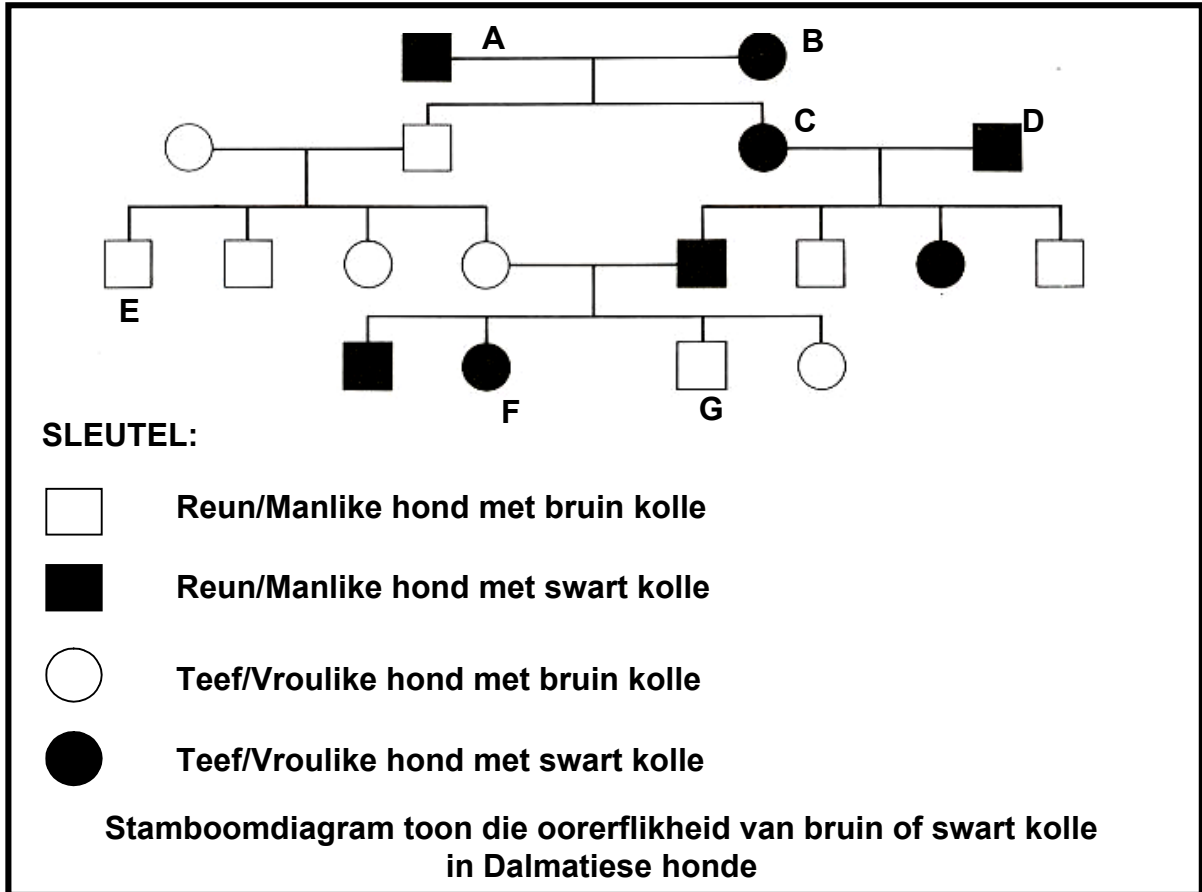 A
B
C
D
E
F
G
SLEUTEL:
Reun/Manlike hond met bruin kolle
Reun/Manlike hond met swart kolle
Teef/Vroulike hond met bruin kolle
Teef/Vroulike hond met swart kolle
Stamboomdiagram toon die oorerflikheid van bruin of swart kolle
in Dalmatiese honde